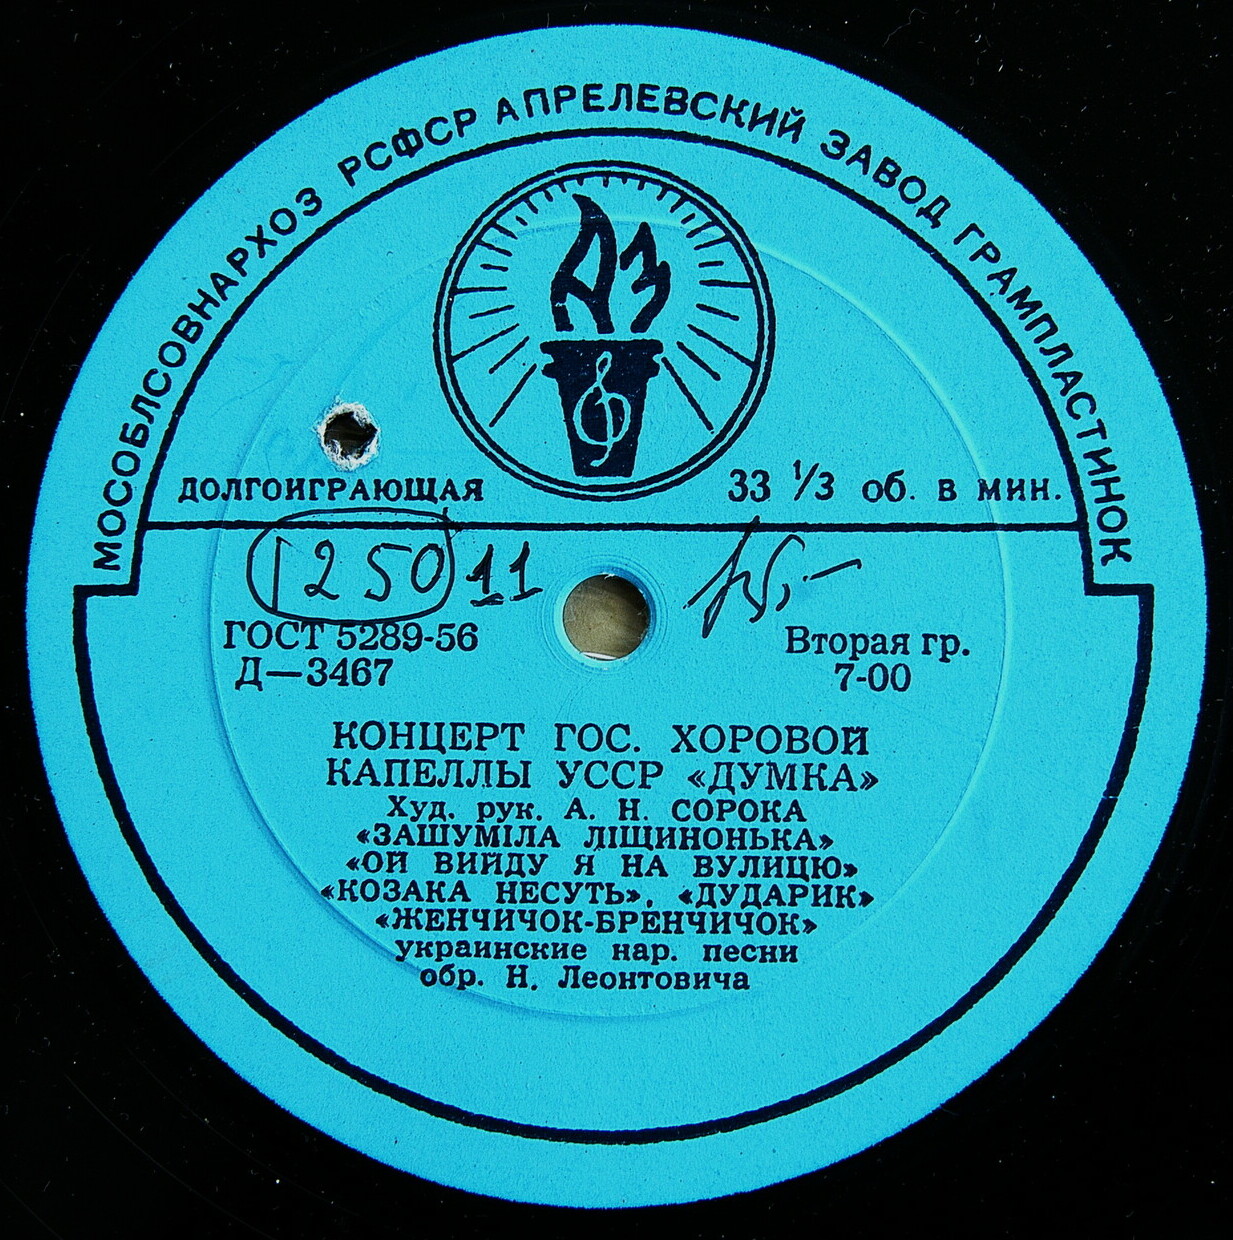 МОСОБЛСОВНАРХОЗ РСФСР АПРЕЛЕВСКИЙ ЗАВОД ГРАМПЛАСТИНОК
АЗ
ДОЛГОИГРАЮЩАЯ 33 ⅓ об. в мин.
1250 11
ГОСТ 5289-56 Вторая гр.
Д—3467 7-00
КОНЦЕРТ ГОС. ХОРОВОЙ
КАПЕЛЛЫ УССР «ДУМКА»
Худ. рук. А. Н. СОРОКА
«ЗАШУМІЛА ЛІЩИНОНЬКА»
«ОЙ ВИЙДУ Я НА ВУЛИЦЮ»
«КОЗАКА НЕСУТЬ», «ДУДАРИК»
«ЖЕНЧИЧОК-БРЕНЧИЧОК»
украинские нар. песни
обр. Н. Леонтовича